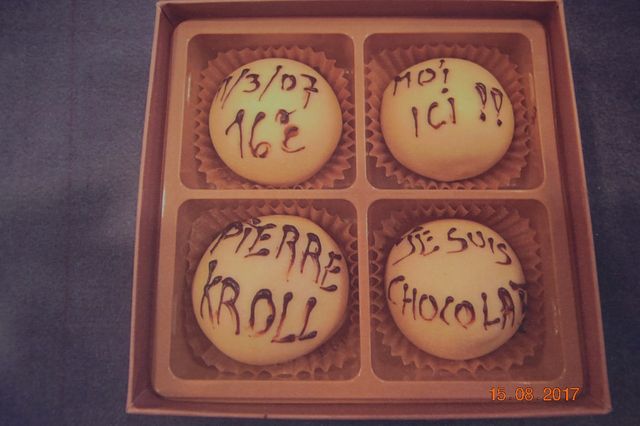 1/3/07
16è
MOi
ICI !!
PIERRE
KROLL
JE SUIS
CHOCOLAT
15 08 2017